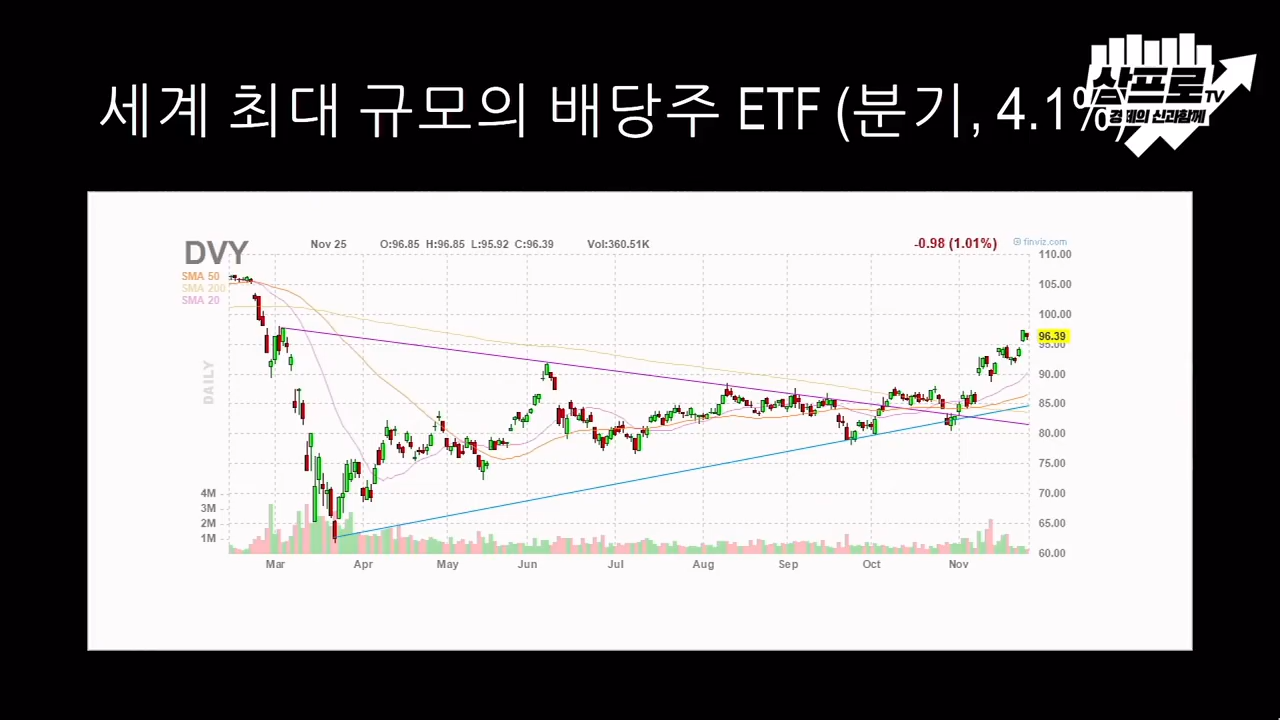 세계 최대 규모의 배당주 ETF (분기, 4.1%)
삼프로TV
경제의 신과함께
DVY
Nov 25 O:96.85 H:96.85 L:95.92 C:96.39 Vol:360.51K
-0.98 (1.01%)
finviz.com
SMA 50
SMA 200
SMA 20
DAILY
110.00
105.00
100.00
96.39
95.00
90.00
85.00
80.00
75.00
70.00
65.00
60.00
4M
3M
2M
1M
Mar Apr May Jun Jul Aug Sep Oct Nov